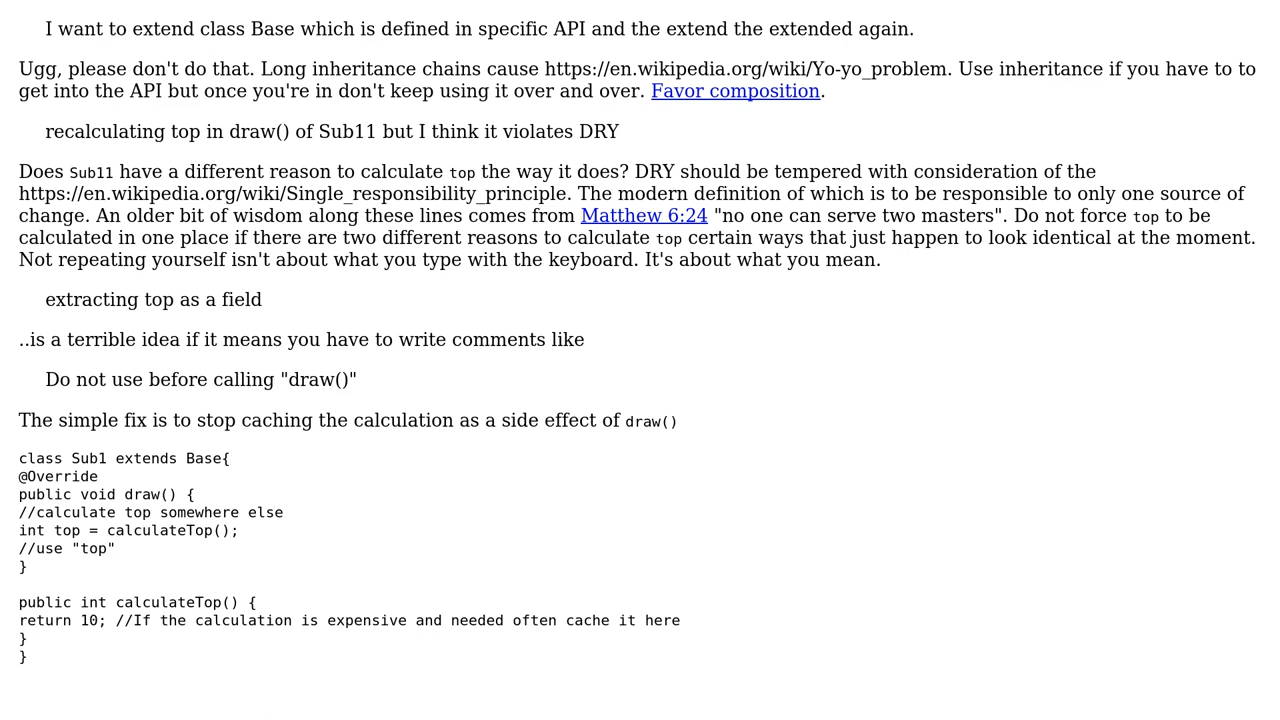 I want to extend class Base which is defined in specific API and the extend the extended again.
Ugg, please don't do that. Long inheritance chains cause https://en.wikipedia.org/wiki/Yo-yo_problem. Use inheritance if you have to to
get into the API but once you're in don't keep using it over and over. Favor composition.
recalculating top in draw() of Sub11 but I think it violates DRY
Does Sub11 have a different reason to calculate top the way it does? DRY should be tempered with consideration of the
https://en.wikipedia.org/wiki/Single_responsibility_principle. The modern definition of which is to be responsible to only one source of
change. An older bit of wisdom along these lines comes from Matthew 6:24 "no one can serve two masters". Do not force top to be
calculated in one place if there are two different reasons to calculate top certain ways that just happen to look identical at the moment.
Not repeating yourself isn't about what you type with the keyboard. It's about what you mean.
extracting top as a field
..is a terrible idea if it means you have to write comments like
Do not use before calling "draw()"
The simple fix is to stop caching the calculation as a side effect of draw()
class Sub1 extends Base{
@Override
public void draw() {
//calculate top somewhere else
int top = calculateTop();
//use "top"
}
public int calculateTop() {
return 10; //If the calculation is expensive and needed often cache it here
}
}